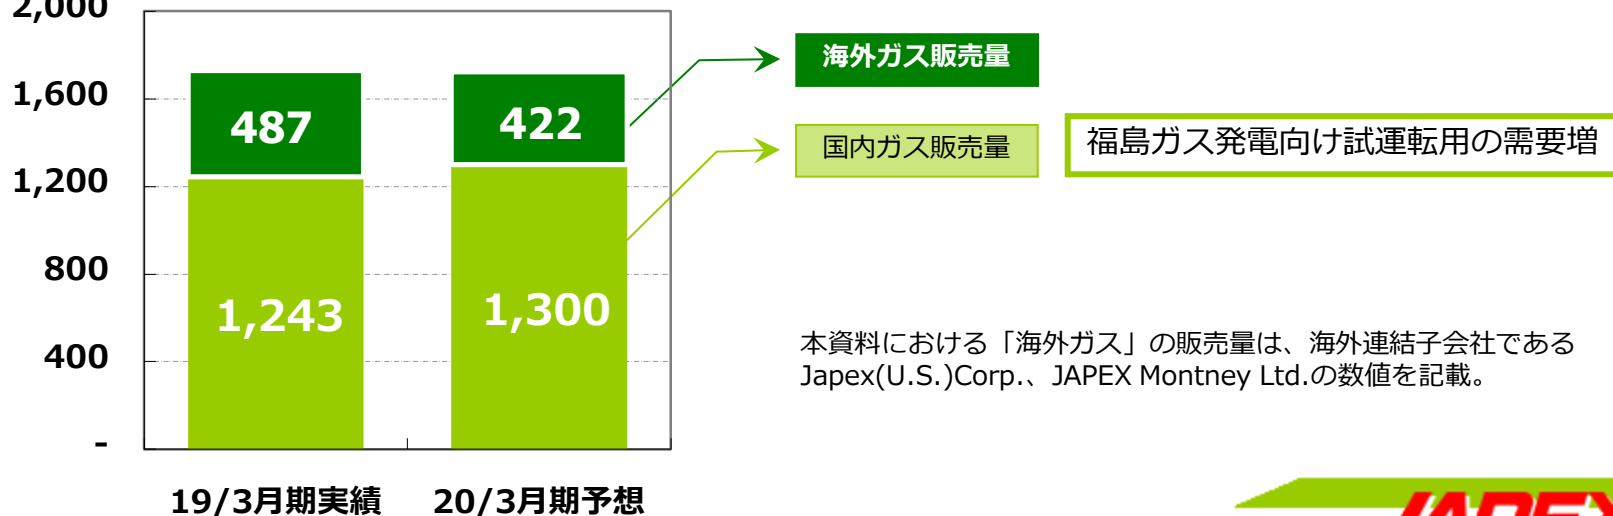 2,000
1,600
1,200
800
400
-
487
422
1,243
1,300
19/3月期実績
20/3月期予想
海外ガス販売量
国内ガス販売量
福島ガス発電向け試運転用の需要増
本資料における「海外ガス」の販売量は、海外連結子会社である
Japex(U.S.)Corp.、JAPEX Montney Ltd.の数値を記載。
JAPEX